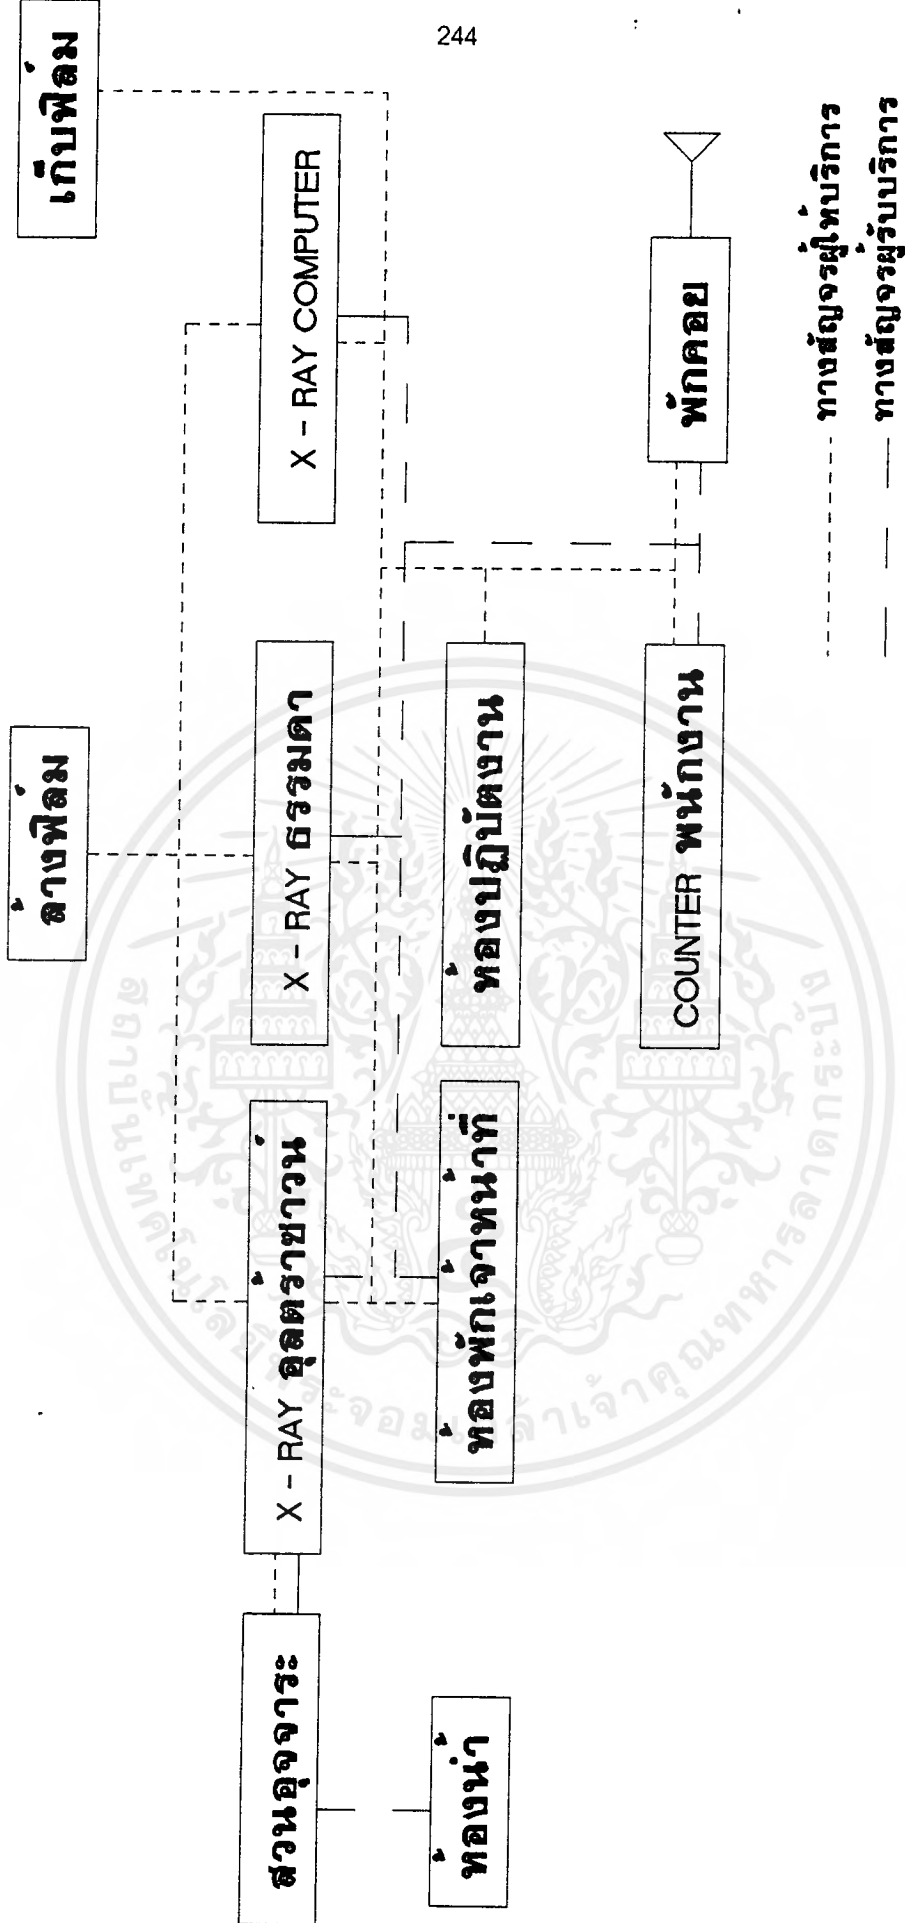 244
เก็บฟิล์ม
ล้างฟิล์ม
X - RAY COMPUTER
X - RAY ธรรมดา
X - RAY อุลตร้าซาวน์
สวนอุจจาระ
ห้องปฏิบัติงาน
ห้องพักเจ้าหน้าที่
ห้องน้ำ
พักคอย
COUNTER พนักงาน
ทางสัญจรผู้ให้บริการ
ทางสัญจรผู้รับบริการ